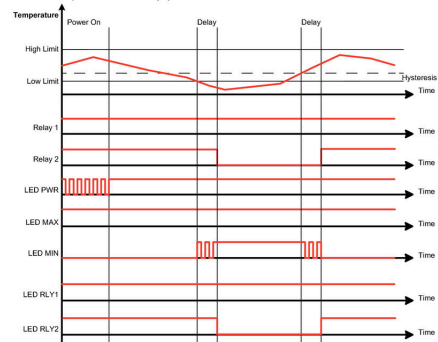 Temperature
Power On
Delay
Delay
High Limit
Low Limit
Hysteresis
Time
Relay 1
Time
Relay 2
Time
LED PWR
Time
LED MAX
Time
LED MIN
Time
LED RLY1
Time
LED RLY2
Time